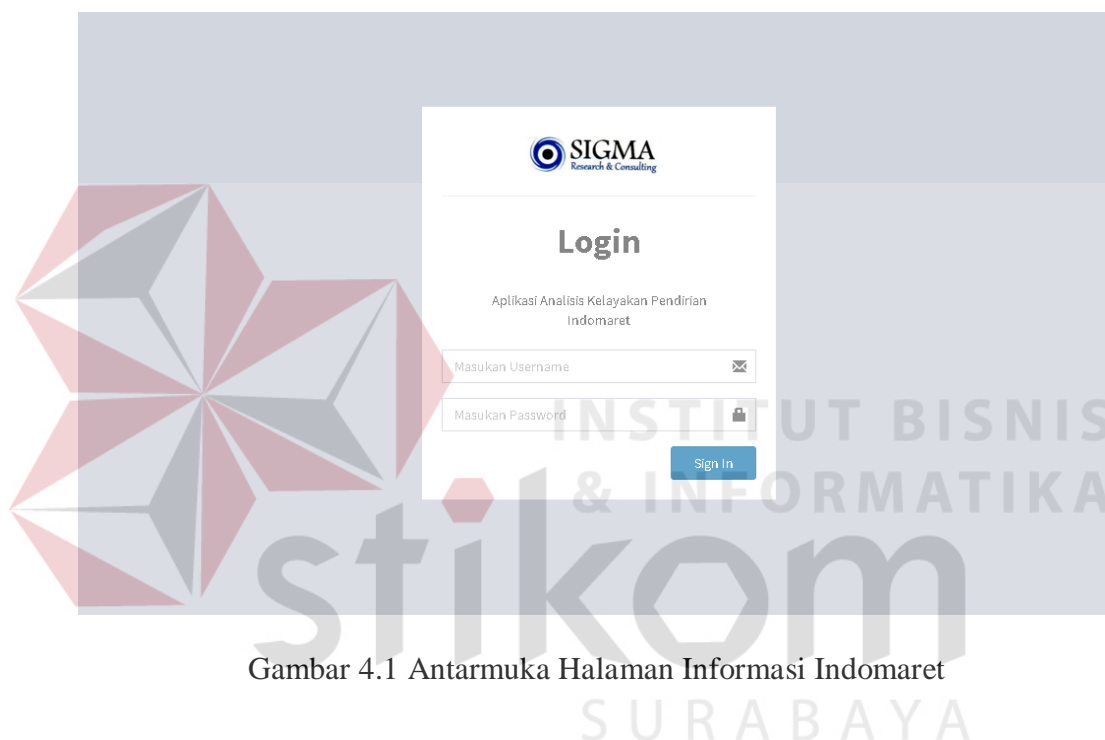 SIGMA
Research & Consulting
Login
Aplikasi Analisis Kelayakan Pendirian
Indomaret
Masukan Username
Masukan Password
Sign In
INSTITUT BISNIS
& INFORMATIKA
stikom
SURABAYA
Gambar 4.1 Antarmuka Halaman Informasi Indomaret